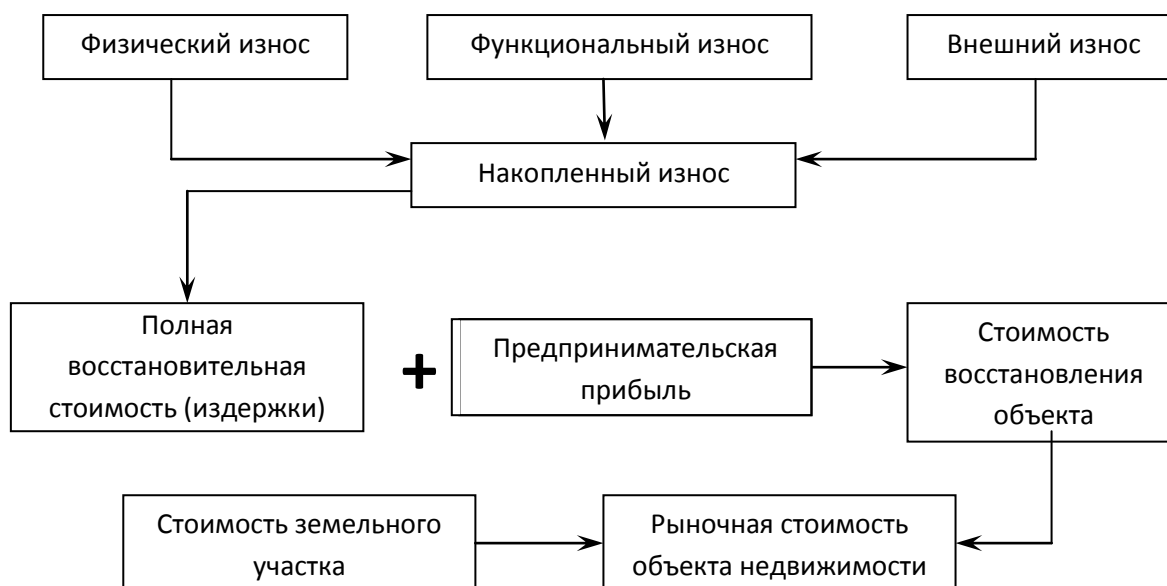 Физический износ
Функциональный износ
Внешний износ
Накопленный износ
Полная
восстановительная
стоимость (издержки)
+
Предпринимательская
прибыль
Стоимость
восстановления
объекта
Стоимость земельного
участка
Рыночная стоимость
объекта недвижимости